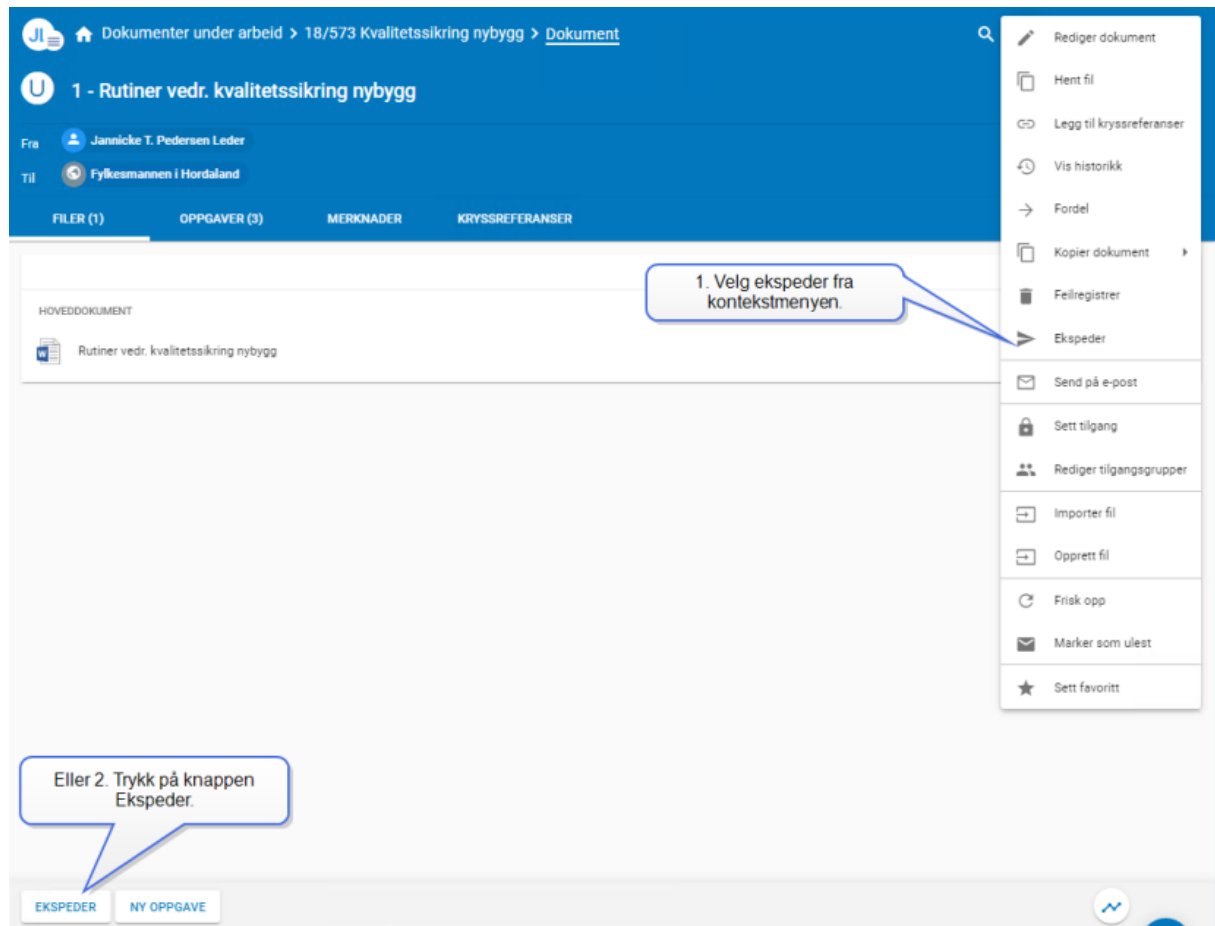 JI Dokumenter under arbeid > 18/573 Kvalitetssikring nybygg > Dokument
U 1 - Rutiner vedr. kvalitetssikring nybygg
Fra Jannicke T. Pedersen Leder
Til Fylkesmannen i Hordaland
FILER (1) OPPGAVER (3) MERKNADER KRYSSREFERANSER
HOVEDDOKUMENT
W Rutiner vedr. kvalitetssikring nybygg
1. Velg ekspeder fra
kontekstmenyen.
Rediger dokument
Hent fil
Legg til kryssreferanser
Vis historikk
Fordel
Kopier dokument
Feilregistrer
Ekspeder
Send på e-post
Sett tilgang
Rediger tilgangsgrupper
Importer fil
Opprett fil
Frisk opp
Marker som ulest
Sett favoritt
Eller 2. Trykk på knappen
Ekspeder.
EKSPEDER NY OPPGAVE